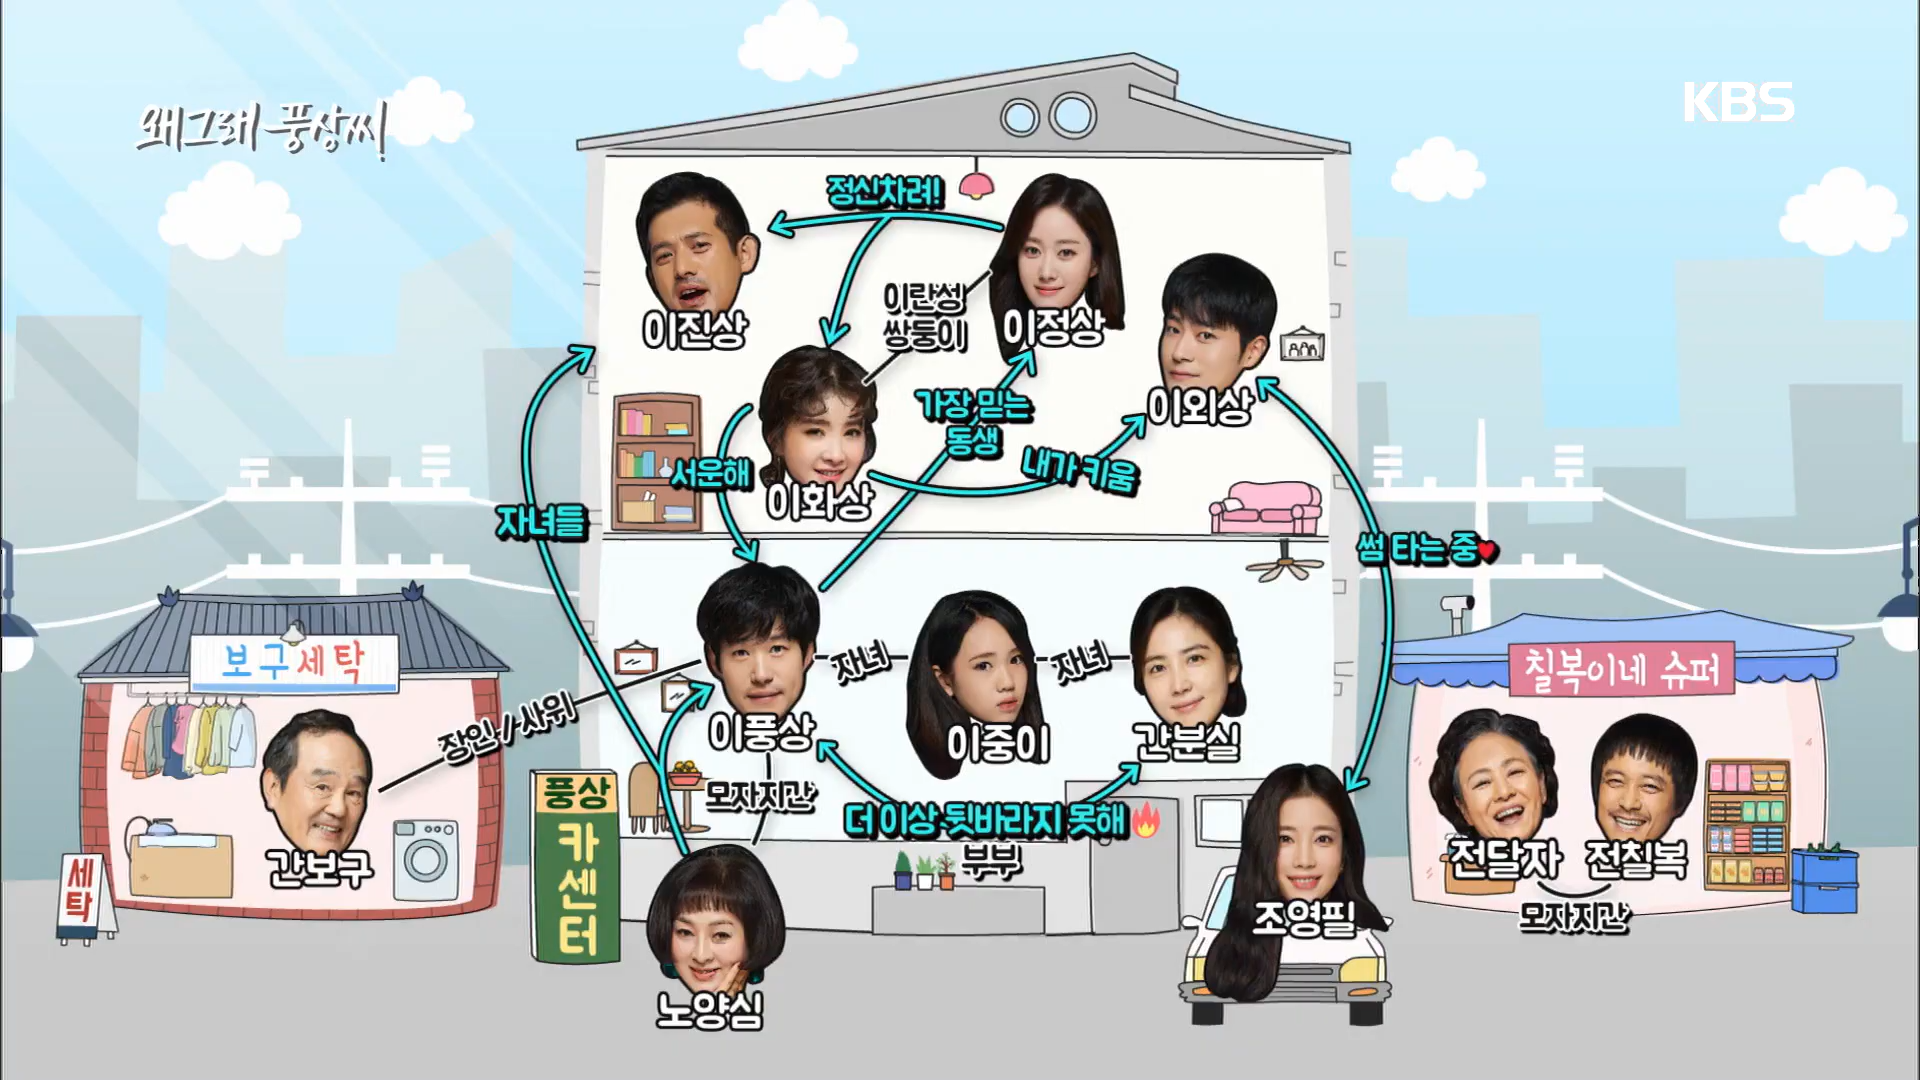 왜그래 풍상씨
KBS
정신차려!
이란성
쌍둥이
이진상
이정상
이외상
가장 믿는
동생
내가 키움
서운해
이화상
자녀들
썸 타는 중
보구세탁
칠복이네 슈퍼
자녀
자녀
장인 / 사위
이풍상
이중이
간분실
모자지간
더 이상 뒷바라지 못해
부부
풍상
카
센
터
간보구
세
탁
노양심
조영필
전달자
전칠복
모자지간